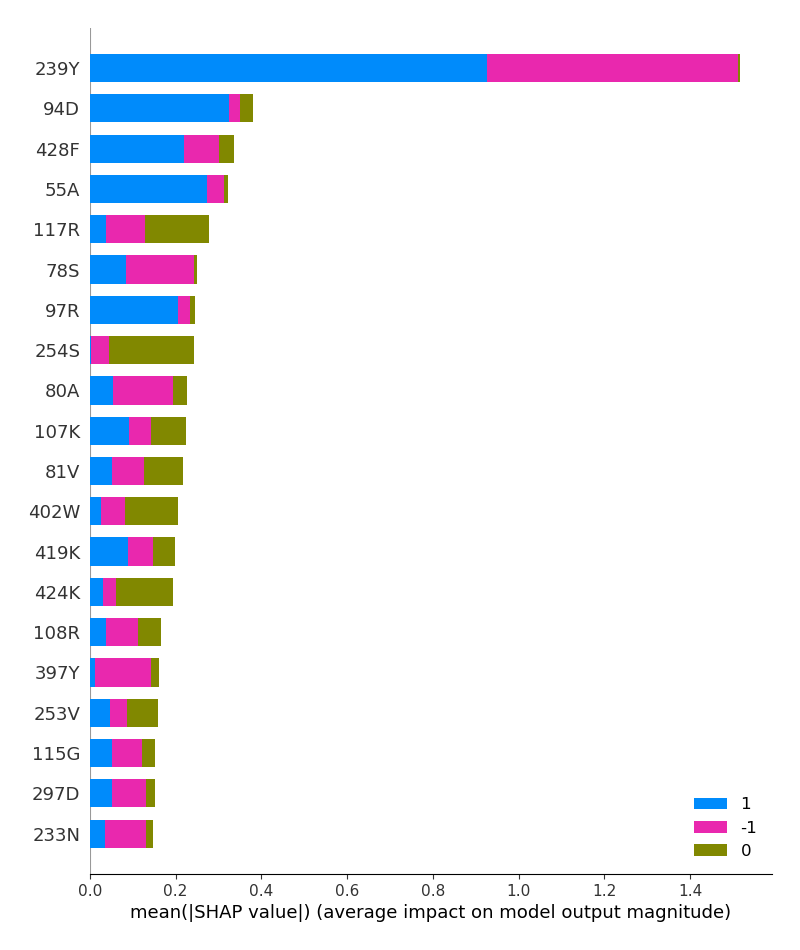 239Y
94D
428F
55A
117R
78S
97R
254S
80A
107K
81V
402W
419K
424K
108R
397Y
253V
115G
297D
233N
1
-1
0
0.0 0.2 0.4 0.6 0.8 1.0 1.2 1.4
mean(|SHAP value|) (average impact on model output magnitude)